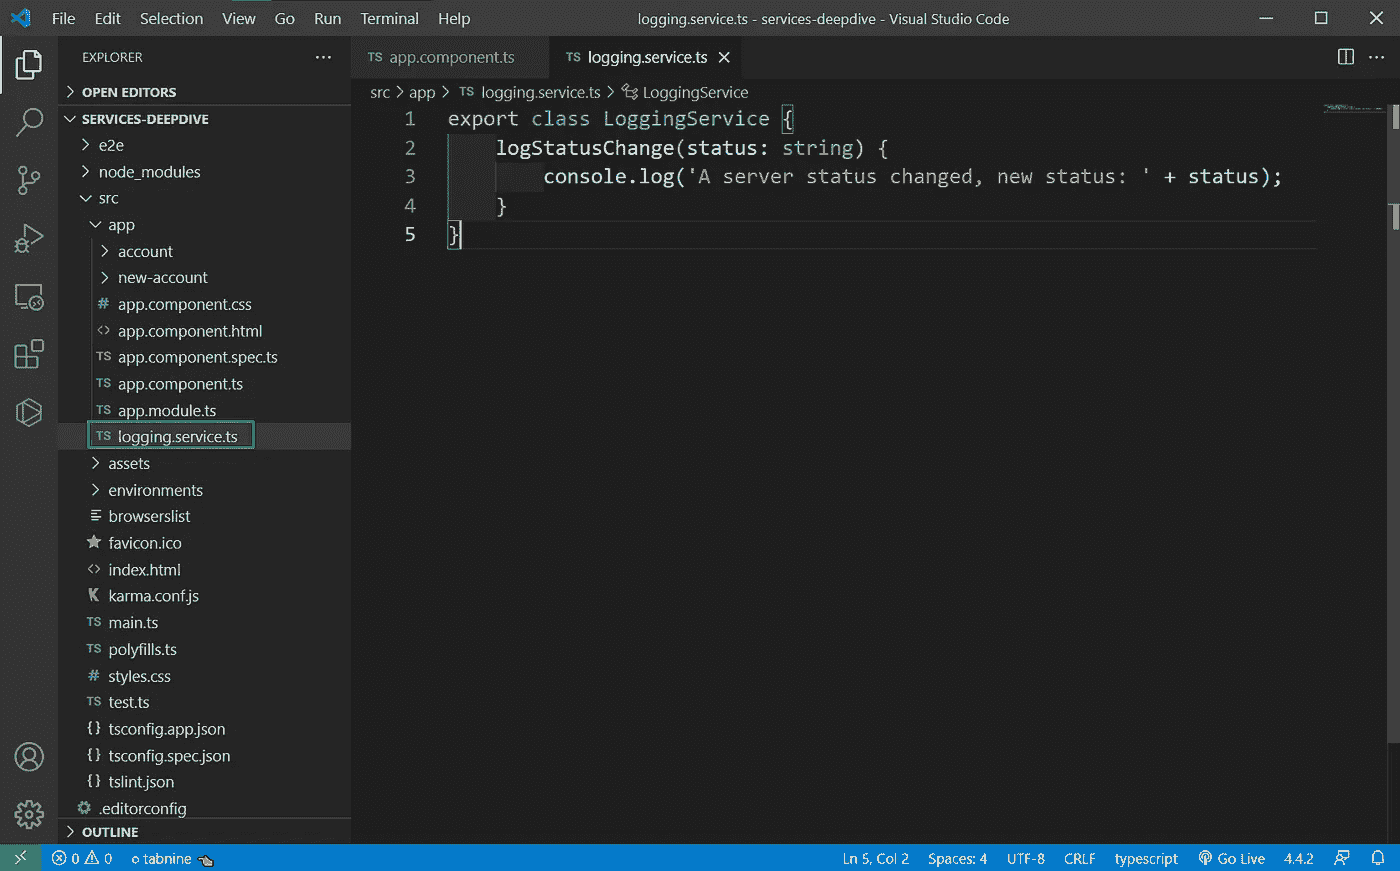 File Edit Selection View Go Run Terminal Help logging.service.ts - services-deepdive - Visual Studio Code
EXPLORER
OPEN EDITORS
SERVICES-DEEPDIVE
e2e
node_modules
src
app
account
new-account
# app.component.css
<> app.component.html
TS app.component.spec.ts
TS app.component.ts
TS app.module.ts
TS logging.service.ts
assets
environments
browserslist
favicon.ico
<> index.html
K karma.conf.js
TS main.ts
TS polyfills.ts
# styles.css
TS test.ts
{} tsconfig.app.json
{} tsconfig.spec.json
{} tslint.json
.editorconfig
OUTLINE
TS app.component.ts TS logging.service.ts
src > app > TS logging.service.ts > LoggingService
1 export class LoggingService {
2 logStatusChange(status: string) {
3 console.log('A server status changed, new status: ' + status);
4 }
5 }
0 0 tabnine Ln 5, Col 2 Spaces: 4 UTF-8 CRLF typescript Go Live 4.4.2